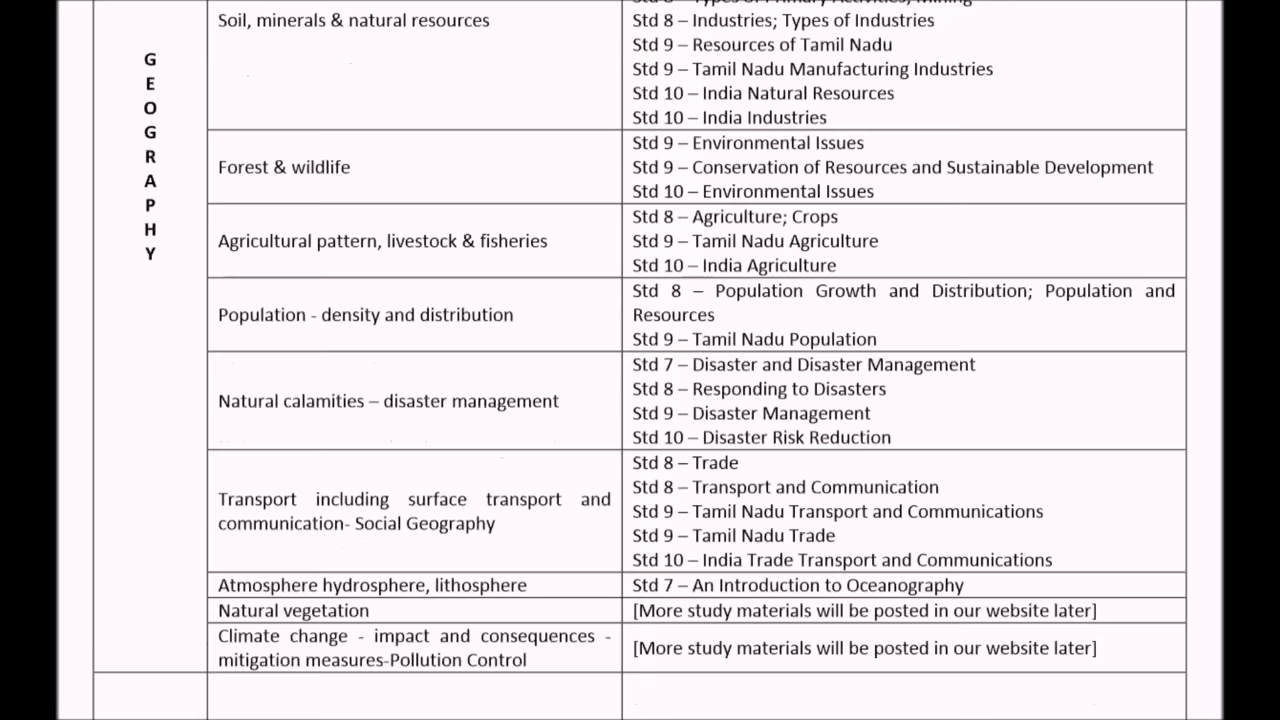 Soil, minerals & natural resources
Std 8 – Industries; Types of Industries
Std 9 – Resources of Tamil Nadu
Std 9 – Tamil Nadu Manufacturing Industries
Std 10 – India Natural Resources
Std 10 – India Industries
G
E
O
G
R
A
P
H
Y
Forest & wildlife
Std 9 – Environmental Issues
Std 9 – Conservation of Resources and Sustainable Development
Std 10 – Environmental Issues
Agricultural pattern, livestock & fisheries
Std 8 – Agriculture; Crops
Std 9 – Tamil Nadu Agriculture
Std 10 – India Agriculture
Population - density and distribution
Std 8 – Population Growth and Distribution; Population and
Resources
Std 9 – Tamil Nadu Population
Natural calamities – disaster management
Std 7 – Disaster and Disaster Management
Std 8 – Responding to Disasters
Std 9 – Disaster Management
Std 10 – Disaster Risk Reduction
Transport including surface transport and
communication- Social Geography
Std 8 – Trade
Std 8 – Transport and Communication
Std 9 – Tamil Nadu Transport and Communications
Std 9 – Tamil Nadu Trade
Std 10 – India Trade Transport and Communications
Atmosphere hydrosphere, lithosphere
Std 7 – An Introduction to Oceanography
Natural vegetation
[More study materials will be posted in our website later]
Climate change - impact and consequences -
mitigation measures-Pollution Control
[More study materials will be posted in our website later]